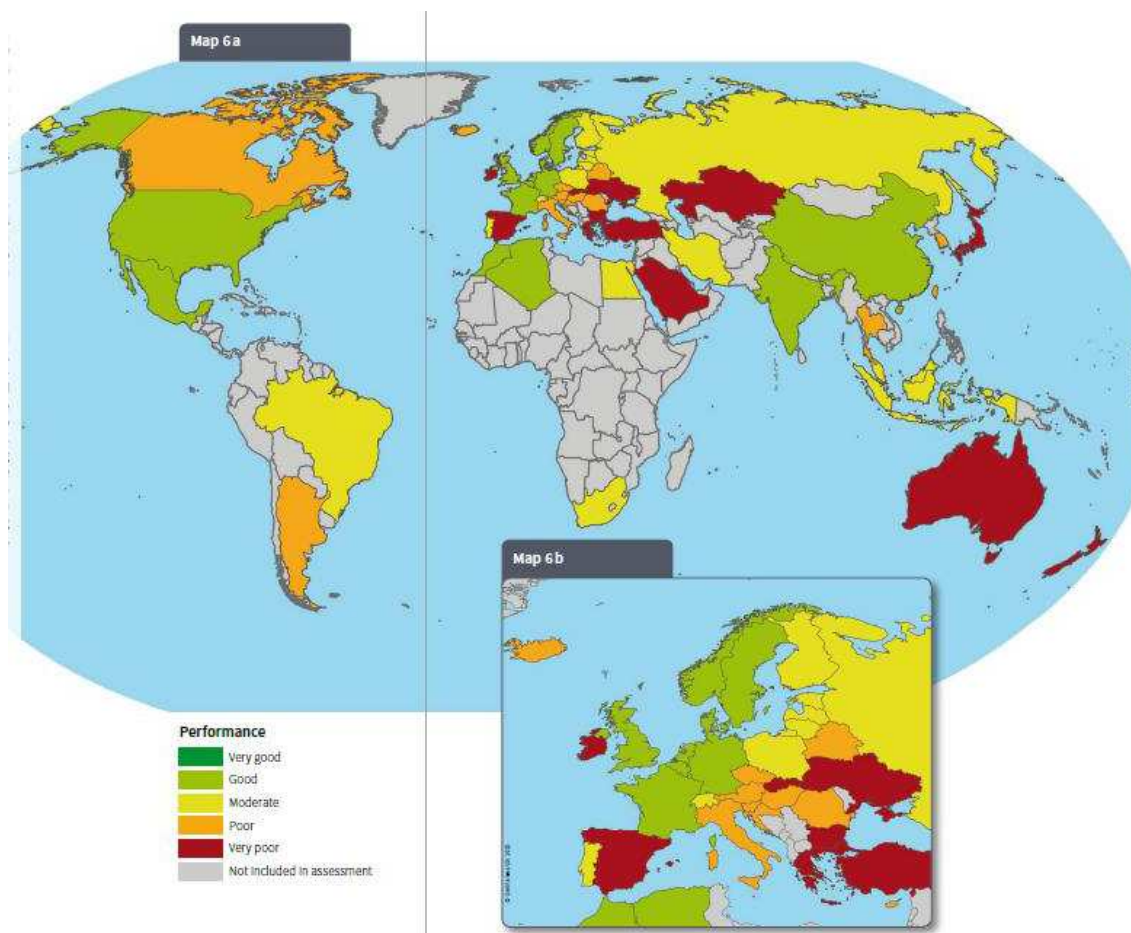 Map 6a
Map 6b
Performance
Very good
Good
Moderate
Poor
Very poor
Not included in assessment